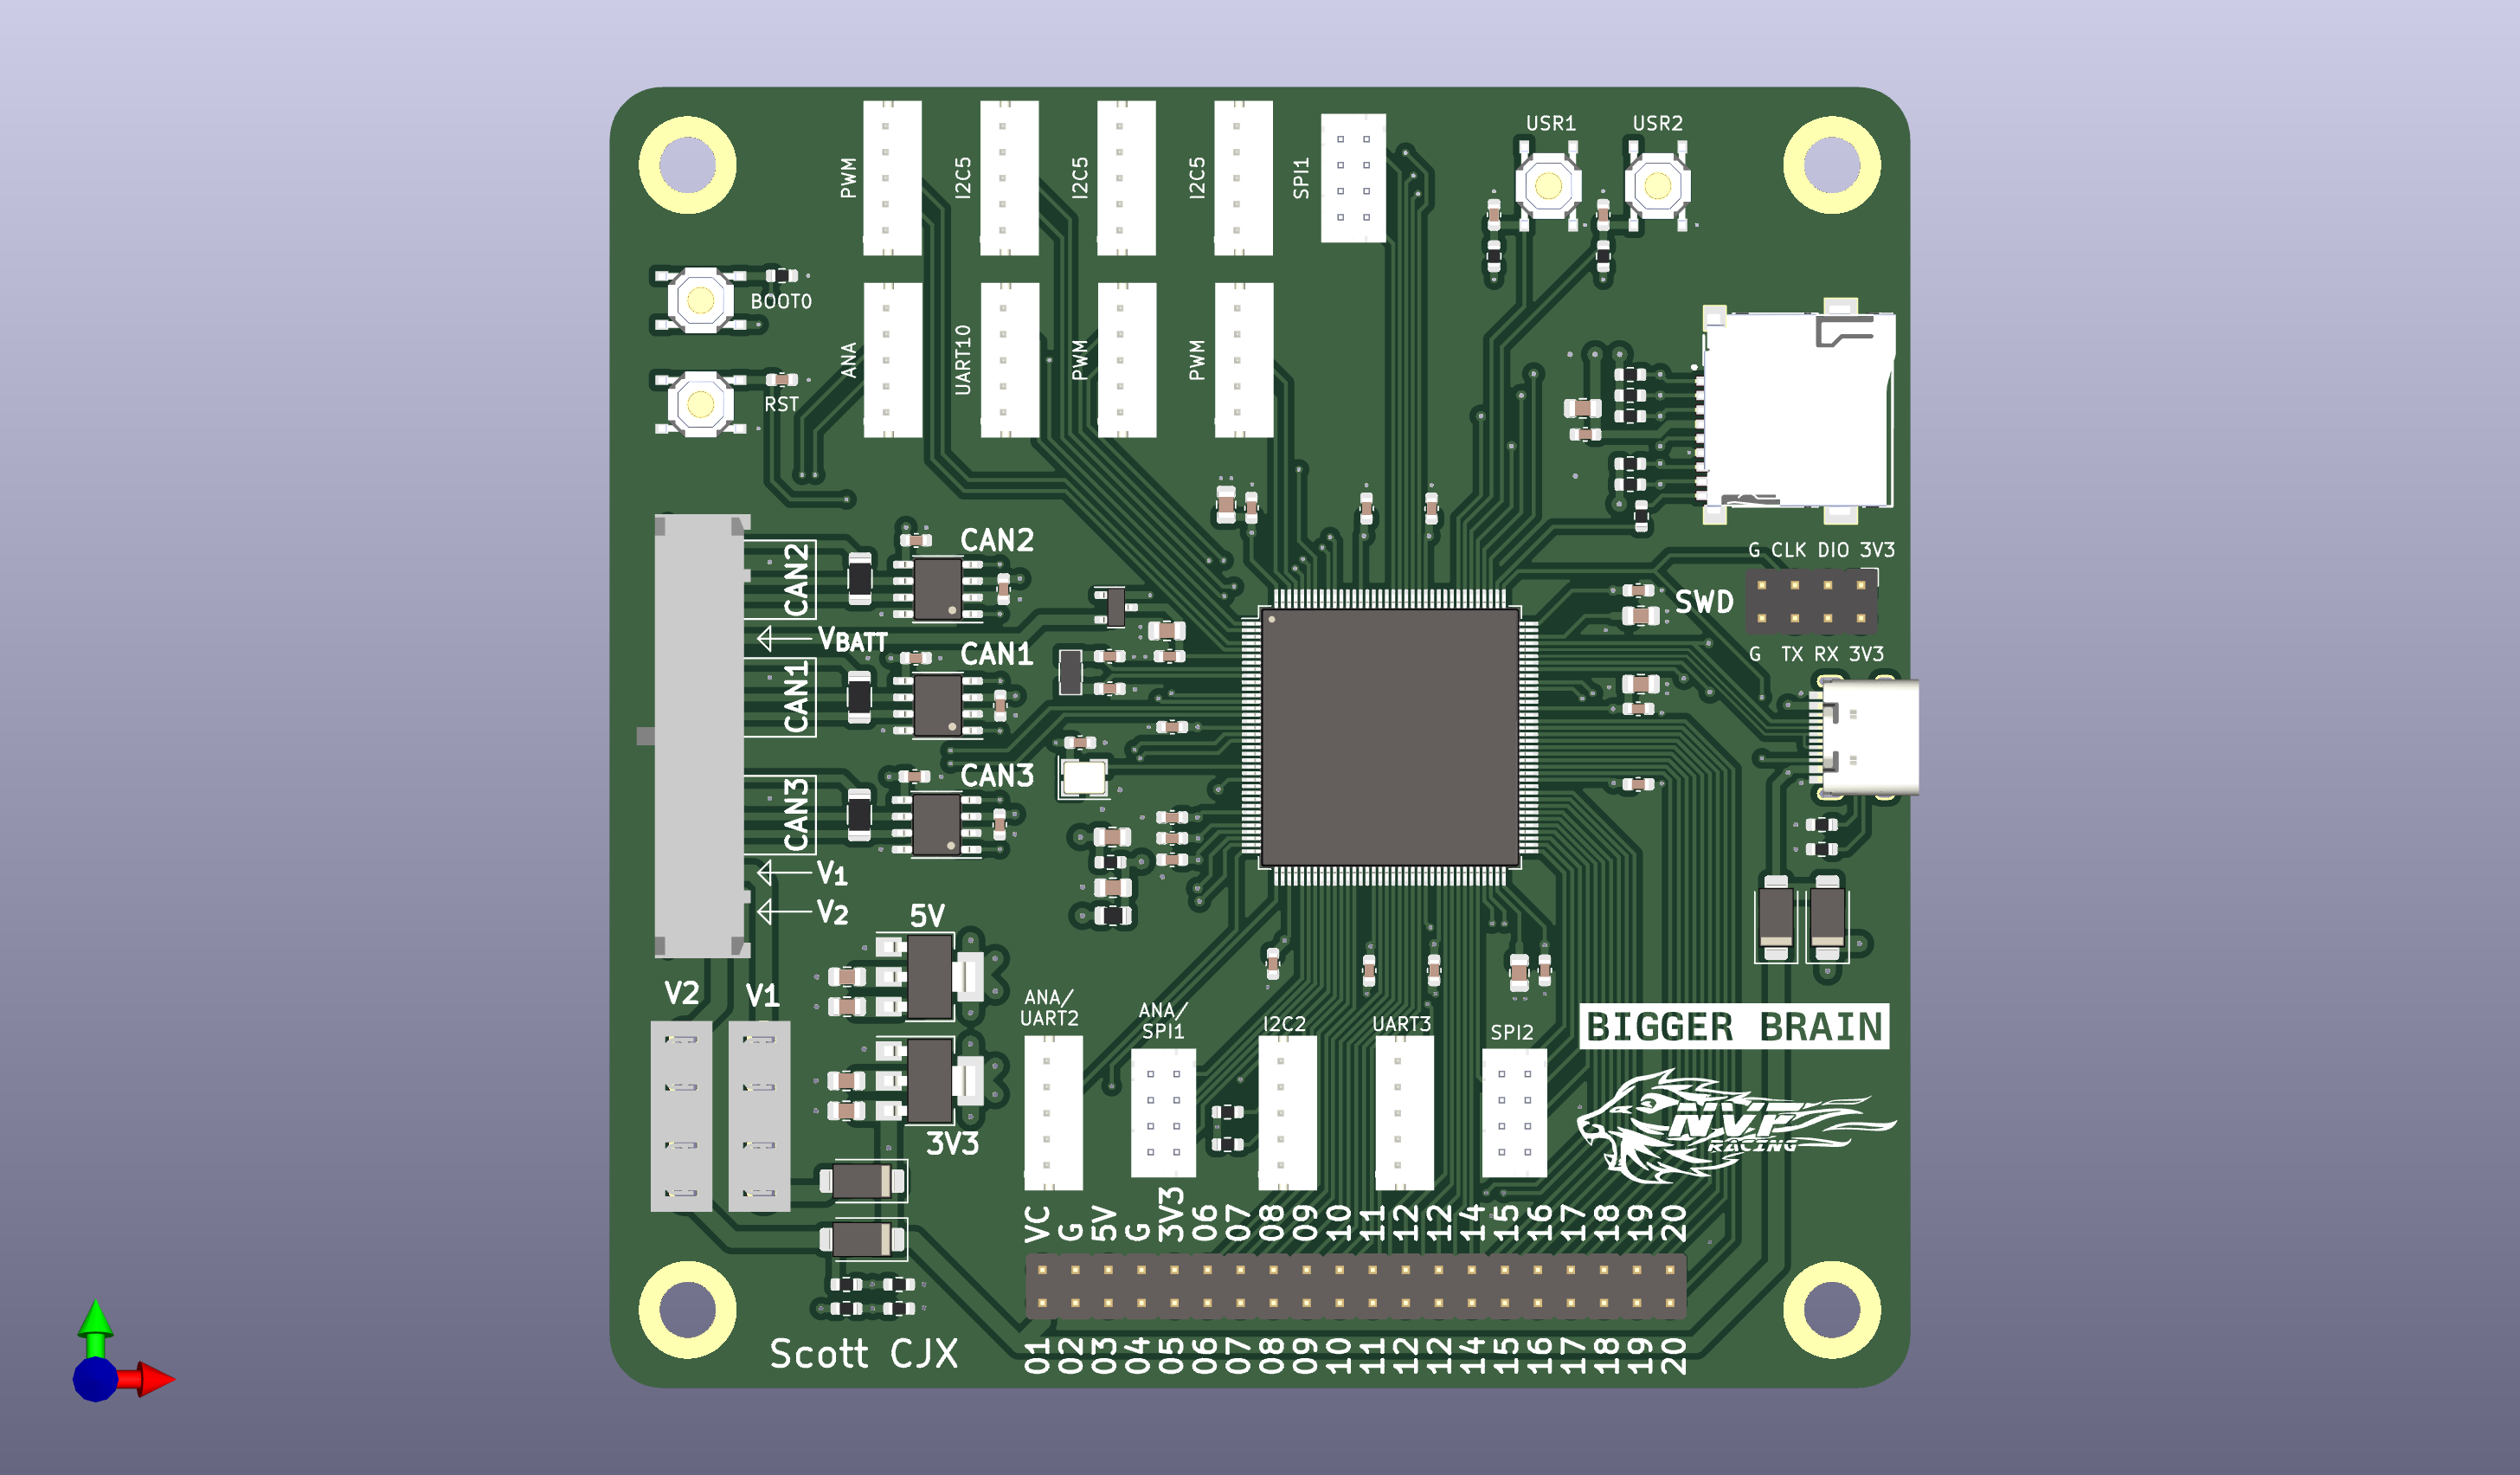 USR1
USR2
PWM
I2C5
I2C5
I2C5
SPI1
BOOT0
ANA
UART10
PWM
PWM
RST
CAN2
CAN2
G CLK DIO 3V3
SWD
VBATT
CAN1
CAN1
G TX RX 3V3
CAN3
CAN3
V1
V2
5V
V2
V1
ANA/
UART2
ANA/
SPI1
I2C2
UART3
SPI2
BIGGER BRAIN
NVF
RACING
3V3
VC G 5V G 3V3 06 07 08 09 10 11 12 12 14 15 16 17 18 19 20
01 02 03 04 05 06 07 08 09 10 11 12 12 14 15 16 17 18 19 20
Scott CJX